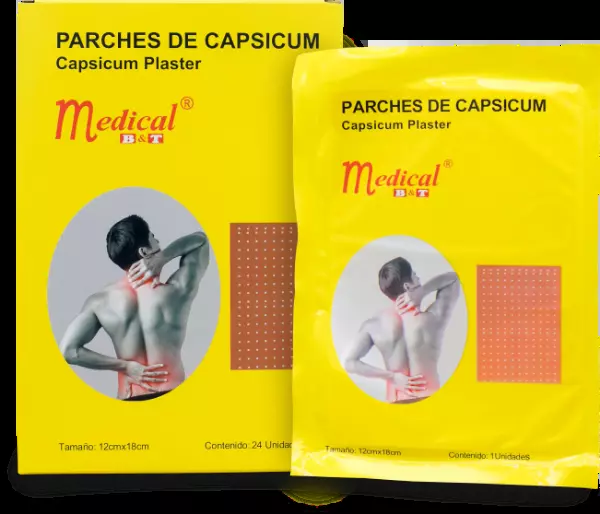 PARCHES DE CAPSICUM
Capsicum Plaster
medical®
B&T
Tamaño: 12cmx18cm
Contenido: 24
PARCHES DE CAPSICUM
Capsicum Plaster
medical®
B&T
Tamaño: 12cmx18cm
Contenido: 1Unidades